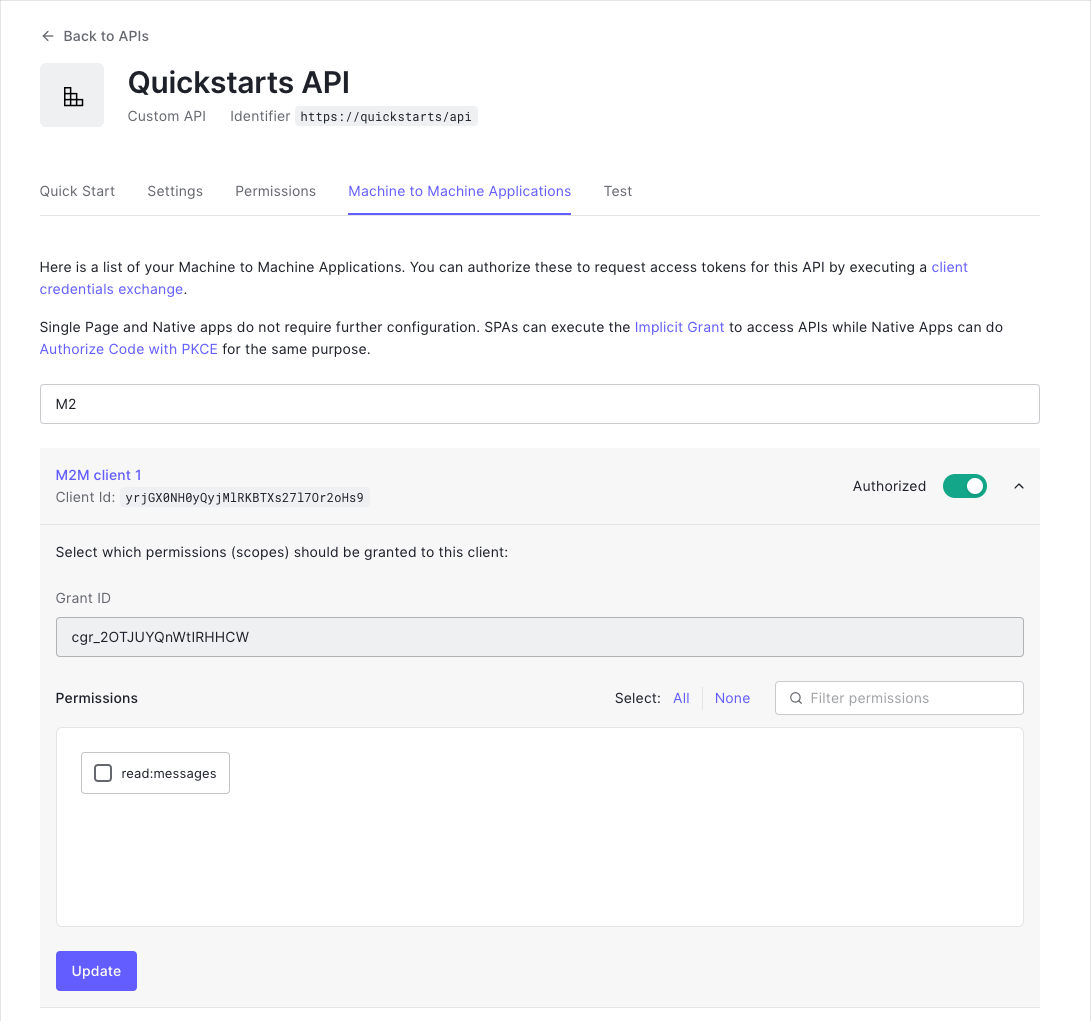 Back to APIs
Quickstarts API
Custom API Identifier https://quickstarts/api
Quick Start Settings Permissions Machine to Machine Applications Test
Here is a list of your Machine to Machine Applications. You can authorize these to request access tokens for this API by executing a client
credentials exchange.
Single Page and Native apps do not require further configuration. SPAs can execute the Implicit Grant to access APIs while Native Apps can do
Authorize Code with PKCE for the same purpose.
M2
M2M client 1
Client Id: yrjGX0NH0yQyjMlRKBTXs27l7Or2oHs9
Authorized
Select which permissions (scopes) should be granted to this client:
Grant ID
cgr_2OTJUYQnWtIRHHCW
Permissions Select: All None Filter permissions
read:messages
Update